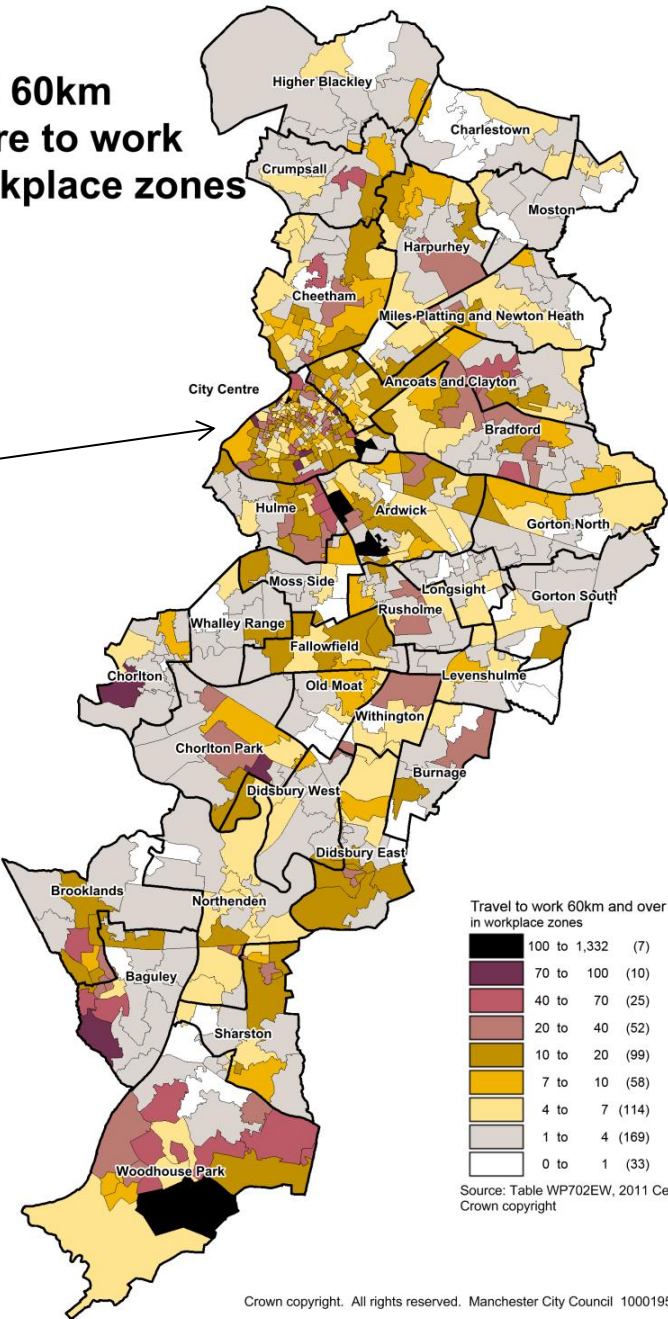 60km
re to work
rkplace zones
Higher Blackley
Charlestown
Crumpsall
Moston
Harpurhey
Cheetham
Miles Platting and Newton Heath
City Centre
Ancoats and Clayton
Bradford
Hulme
Ardwick
Gorton North
Moss Side
Longsight
Gorton South
Rusholme
Whalley Range
Fallowfield
Chorlton
Levenshulme
Old Moat
Withington
Chorlton Park
Burnage
Didsbury West
Didsbury East
Brooklands
Northenden
Baguley
Sharston
Woodhouse Park
Travel to work 60km and over
in workplace zones
100 to 1,332 (7)
70 to 100 (10)
40 to 70 (25)
20 to 40 (52)
10 to 20 (99)
7 to 10 (58)
4 to 7 (114)
1 to 4 (169)
0 to 1 (33)
Source: Table WP702EW, 2011 Ce
Crown copyright
Crown copyright. All rights reserved. Manchester City Council 1000195